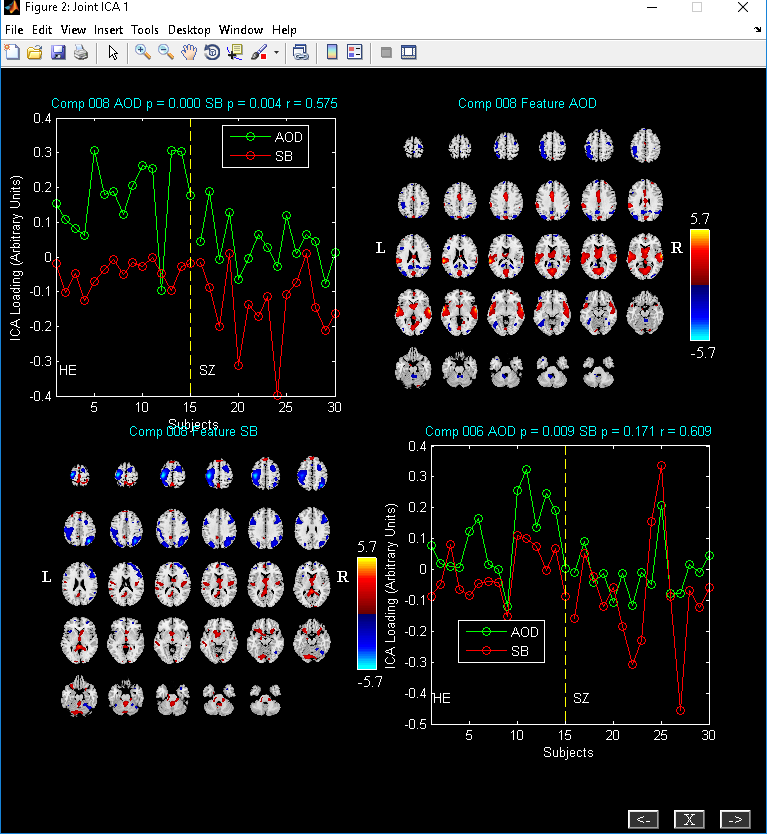 Figure 2: Joint ICA 1
File Edit View Insert Tools Desktop Window Help
Comp 008 AOD p = 0.000 SB p = 0.004 r = 0.575
0.4
0.3
0.2
0.1
0
-0.1
-0.2
-0.3
-0.4
ICA Loading (Arbitrary Units)
AOD
SB
HE
SZ
5 10 15 20 25 30
Subjects
Comp 008 Feature AOD
L
R
5.7
-5.7
Comp 008 Feature SB
L
R
5.7
-5.7
Comp 006 AOD p = 0.009 SB p = 0.171 r = 0.609
0.4
0.3
0.2
0.1
0
-0.1
-0.2
-0.3
-0.4
-0.5
ICA Loading (Arbitrary Units)
AOD
SB
HE
SZ
5 10 15 20 25 30
Subjects
<- X ->